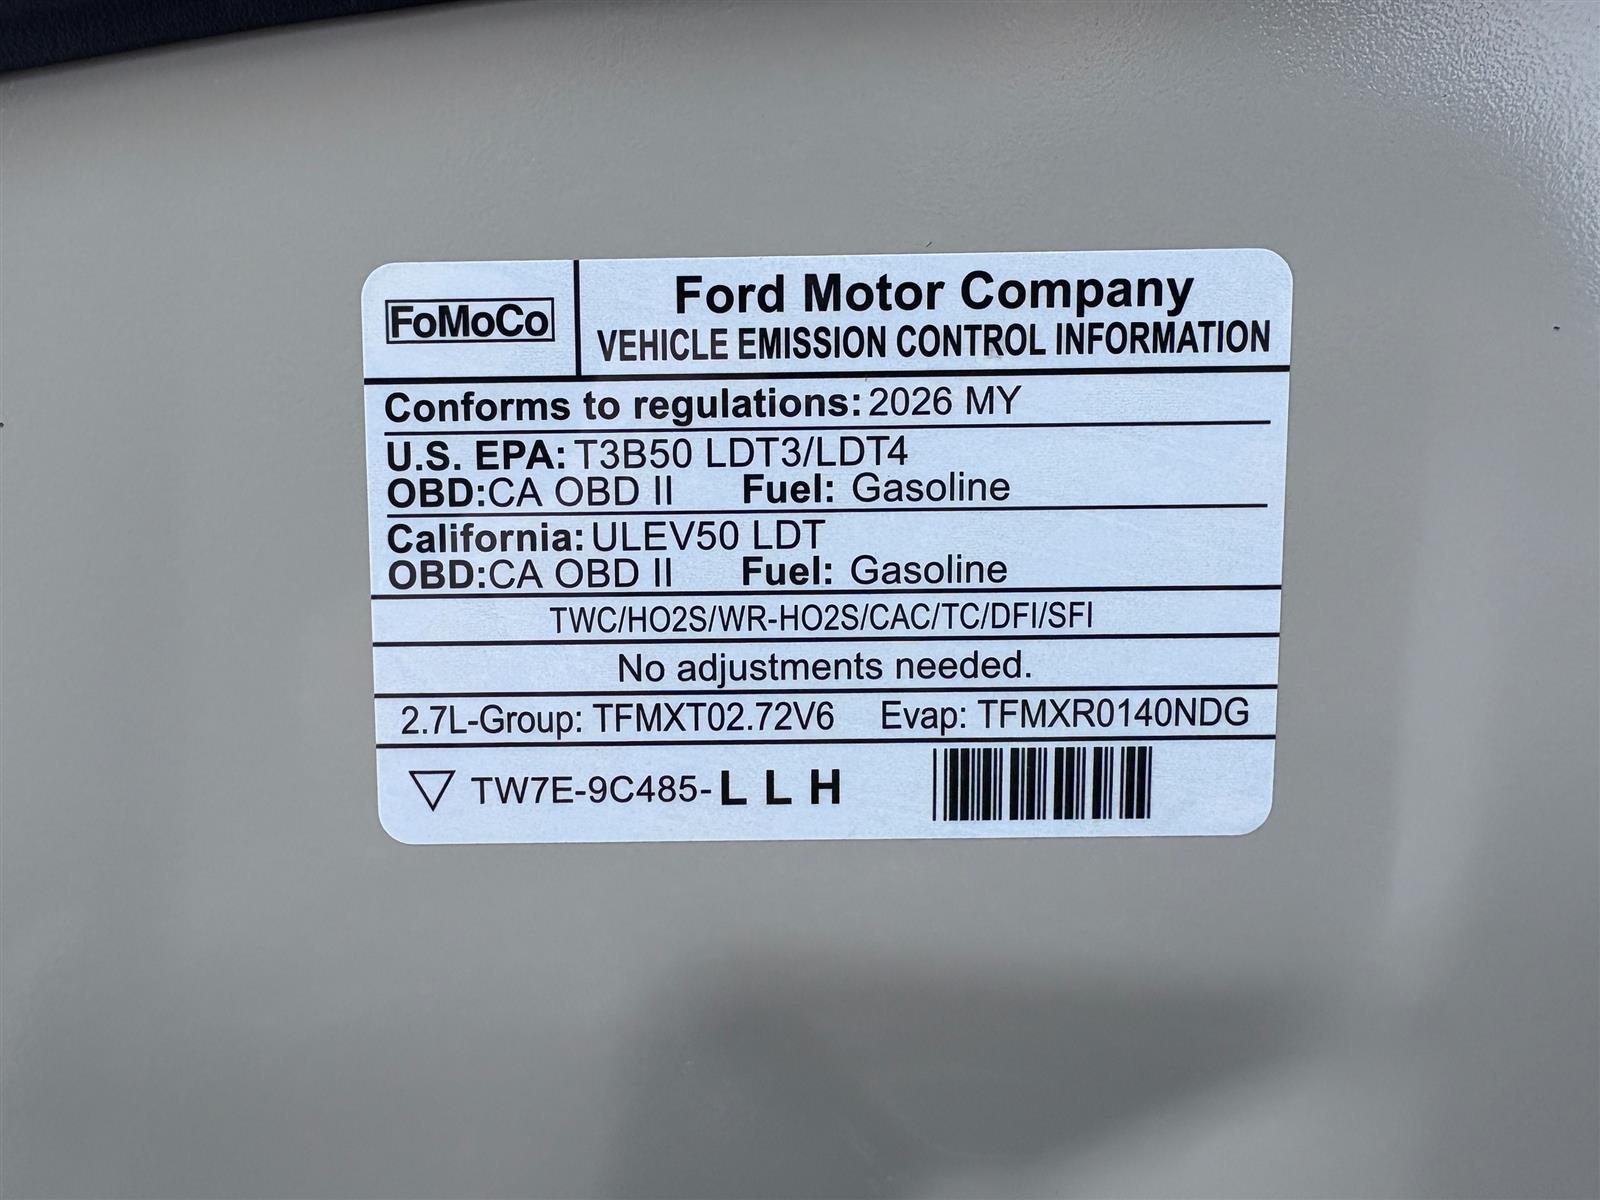 FoMoCo
Ford Motor Company
VEHICLE EMISSION CONTROL INFORMATION
Conforms to regulations: 2026 MY
U.S. EPA: T3B50 LDT3/LDT4
OBD: CA OBD II Fuel: Gasoline
California: ULEV50 LDT
OBD: CA OBD II Fuel: Gasoline
TWC/HO2S/WR-HO2S/CAC/TC/DFI/SFI
No adjustments needed.
2.7L-Group: TFMXT02.72V6 Evap: TFMXR0140NDG
TW7E-9C485-L L H